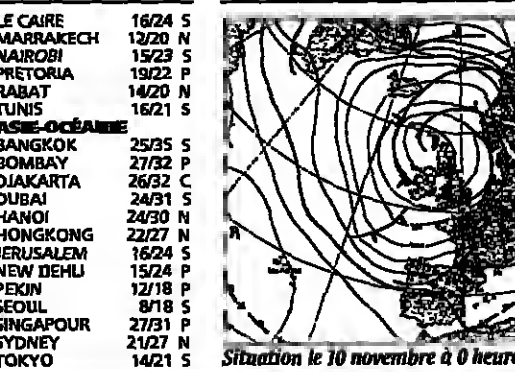 LE CAIRE 16/24 S
MARRAKECH 12/20 N
NAIROBI 15/23 S
PRETORIA 19/22 P
RABAT 14/20 N
TUNIS 16/21 S
ASIE-OCÉANIE
BANGKOK 25/35 S
BOMBAY 27/32 P
DJAKARTA 26/32 C
DUBAI 24/31 S
HANOI 24/30 N
HONGKONG 22/27 N
JERUSALEM 16/24 S
NEW DEHLI 15/24 P
PEKIN 12/18 P
SEOUL 8/18 S
SINGAPOUR 27/31 P
SYDNEY 21/27 N
TOKYO 14/21 S
Situation le 10 novembre à 0 heure